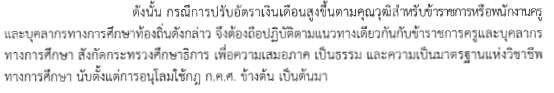 ดังนั้น กรณีการปรับอัตราเงินเดือนสูงขึ้นตามคุณวุฒิสำหรับข้าราชการหรือพนักงานครู
และบุคลากรทางการศึกษาท้องถิ่นดังกล่าว จึงต้องถือปฏิบัติตามแนวทางเดียวกันกับข้าราชการครูและบุคลากร
ทางการศึกษา สังกัดกระทรวงศึกษาธิการ เพื่อความเสมอภาค เป็นธรรม และความเป็นมาตรฐานแห่งวิชาชีพ
ทางการศึกษา นับตั้งแต่การอนุโลมใช้กฎ ก.ค.ศ. ข้างต้น เป็นต้นมา